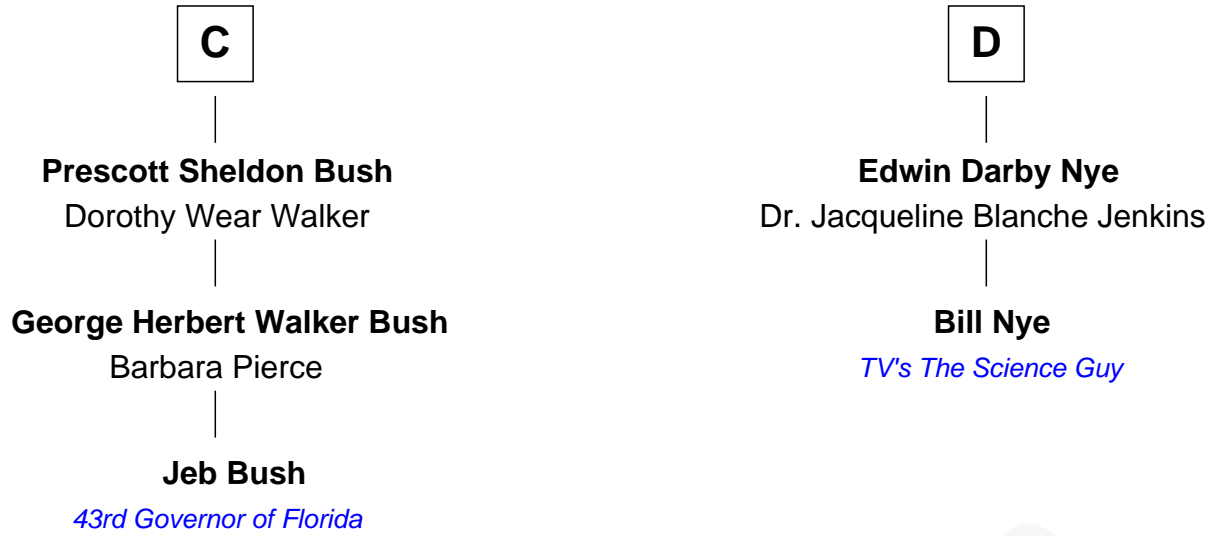 C
Prescott Sheldon Bush
Dorothy Wear Walker
George Herbert Walker Bush
Barbara Pierce
Jeb Bush
43rd Governor of Florida
D
Edwin Darby Nye
Dr. Jacqueline Blanche Jenkins
Bill Nye
TV's The Science Guy